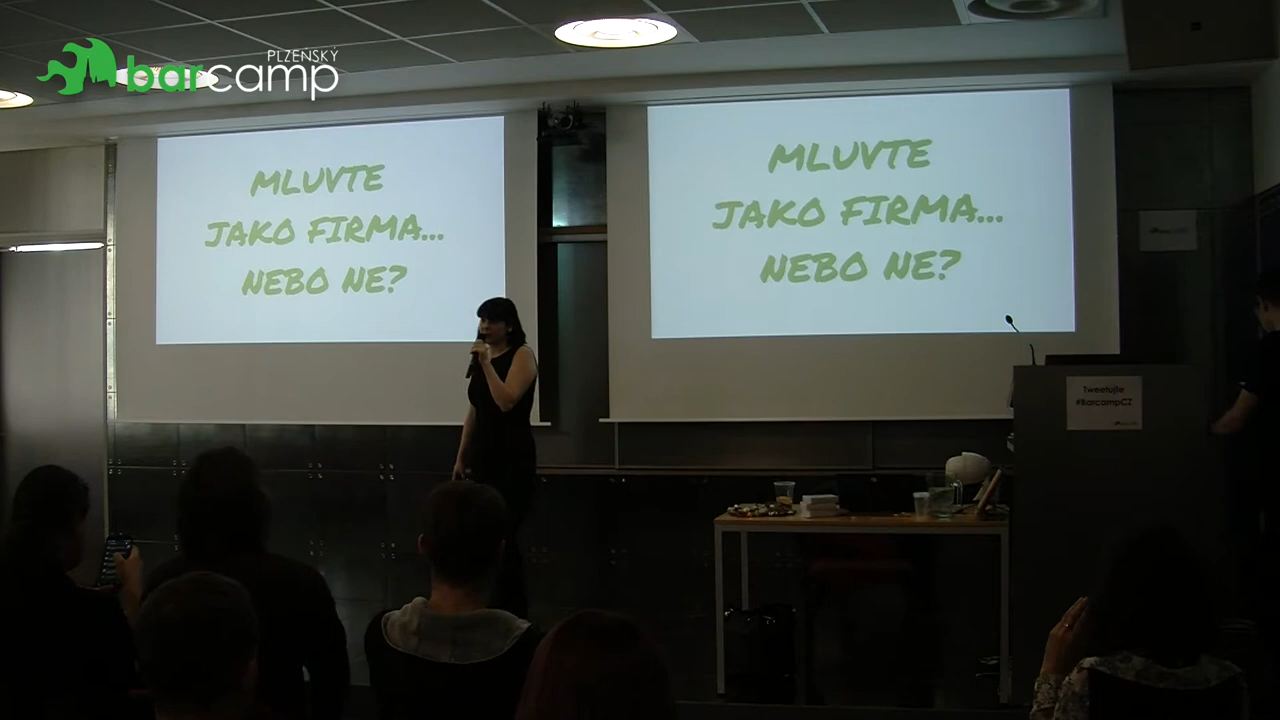 PLZEŇSKÝ
barcamp
MLUVTE
JAKO FIRMA...
NEBO NE?
MLUVTE
JAKO FIRMA...
NEBO NE?
Tweetujte
#BarcampCZ